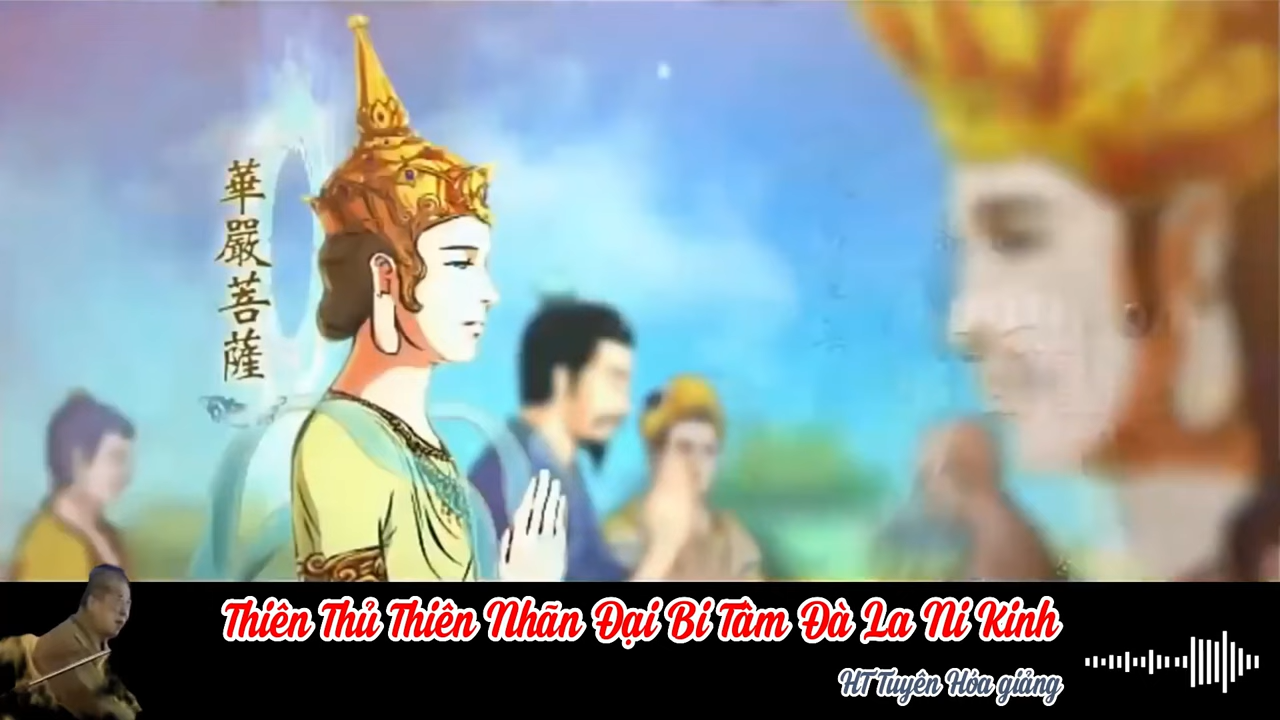 華嚴菩薩
Thiên Thủ Thiên Nhãn Đại Bi Tâm Đà La Ni Kinh
HT Tuyên Hóa giảng